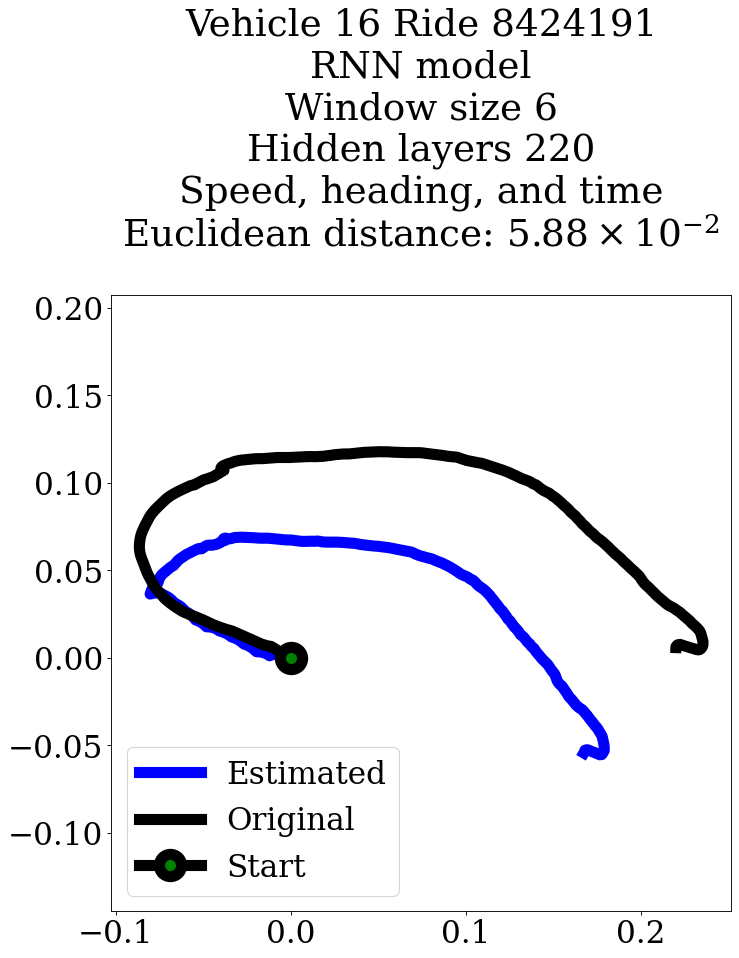 Vehicle 16 Ride 8424191
RNN model
Window size 6
Hidden layers 220
Speed, heading, and time
Euclidean distance: 5.88 × 10⁻²
0.20
0.15
0.10
0.05
0.00
−0.05
−0.10
Estimated
Original
Start
−0.1
0.0
0.1
0.2